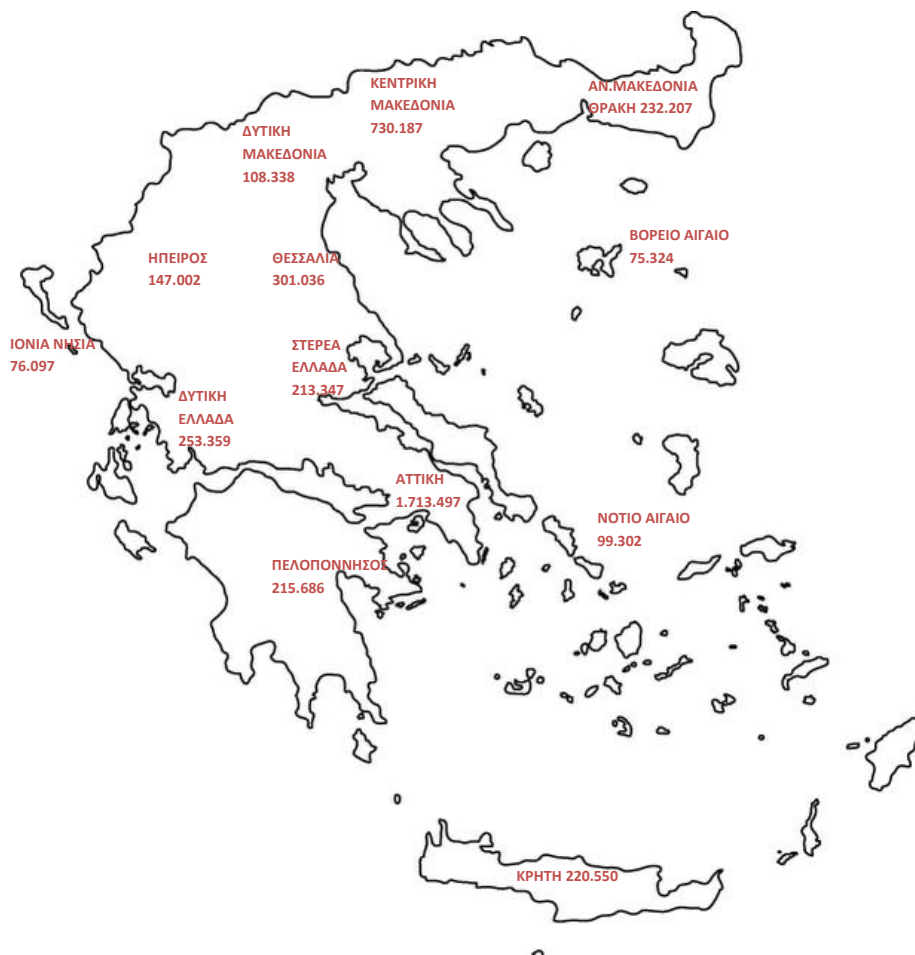 ΚΕΝΤΡΙΚΗ
ΜΑΚΕΔΟΝΙΑ
730.187
ΑΝ.ΜΑΚΕΔΟΝΙΑ
ΘΡΑΚΗ 232.207
ΔΥΤΙΚΗ
ΜΑΚΕΔΟΝΙΑ
108.338
ΒΟΡΕΙΟ ΑΙΓΑΙΟ
75.324
ΗΠΕΙΡΟΣ
147.002
ΘΕΣΣΑΛΙΑ
301.036
ΙΟΝΙΑ ΝΗΣΙΑ
76.097
ΣΤΕΡΕΑ
ΕΛΛΑΔΑ
213.347
ΔΥΤΙΚΗ
ΕΛΛΑΔΑ
253.359
ΑΤΤΙΚΗ
1.713.497
ΝΟΤΙΟ ΑΙΓΑΙΟ
99.302
ΠΕΛΟΠΟΝΝΗΣΟΣ
215.686
ΚΡΗΤΗ 220.550